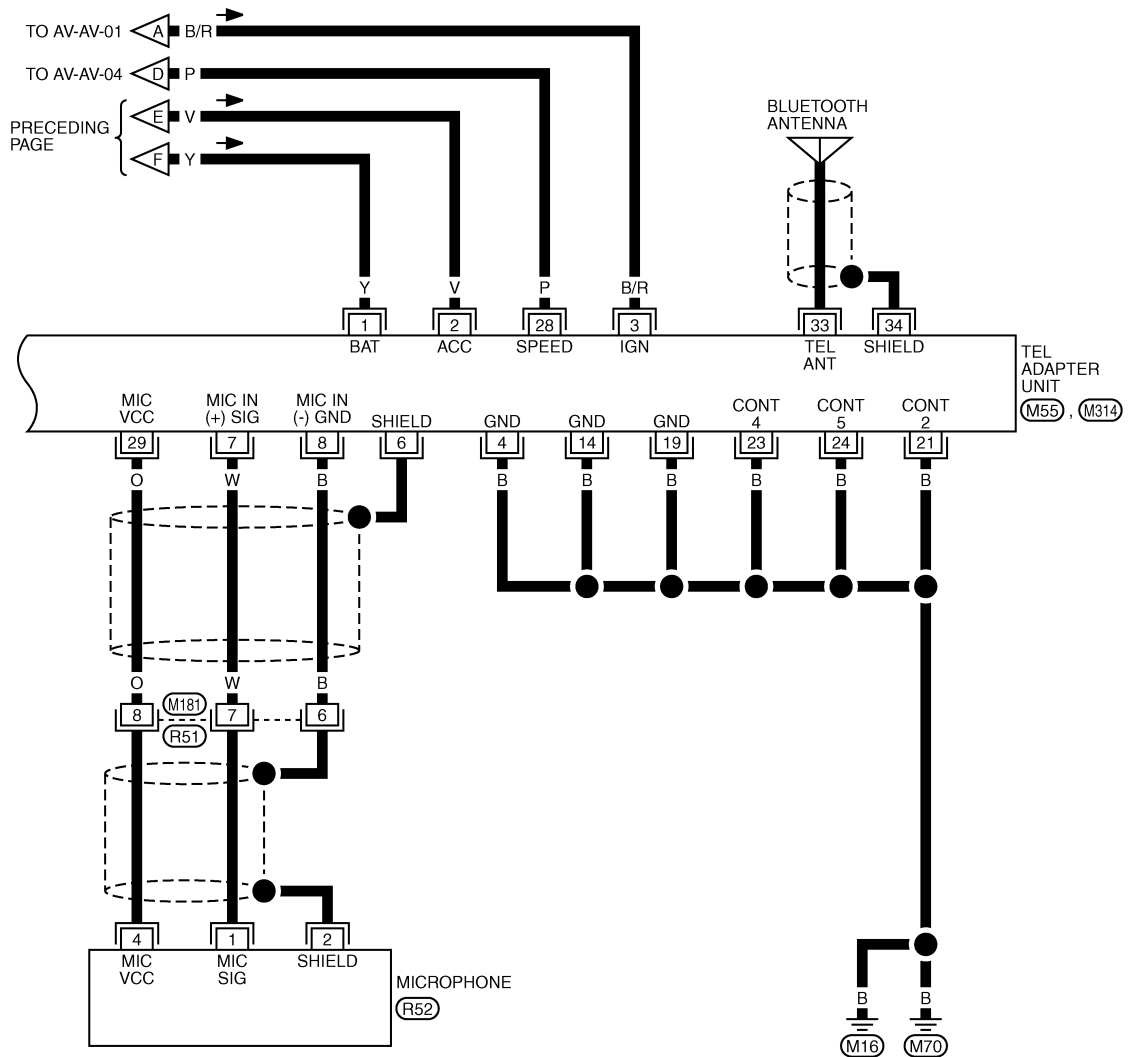 TO AV-AV-01 A B/R
TO AV-AV-04 D P
PRECEDING
PAGE
E V
F Y
BLUETOOTH
ANTENNA
Y V P B/R
1 2 28 3 33 34
BAT ACC SPEED IGN TEL
ANT SHIELD
TEL
ADAPTER
UNIT
M55 , M314
MIC
VCC
MIC IN
(+) SIG
MIC IN
(-) GND
SHIELD
GND
GND
GND
CONT
4
CONT
5
CONT
2
29 7 8 6 4 14 19 23 24 21
O W B B B B B B B
O W B
M181
8 7 6
R51
4 1 2
MIC
VCC
MIC
SIG
SHIELD
MICROPHONE
R52
B B
M16 M70